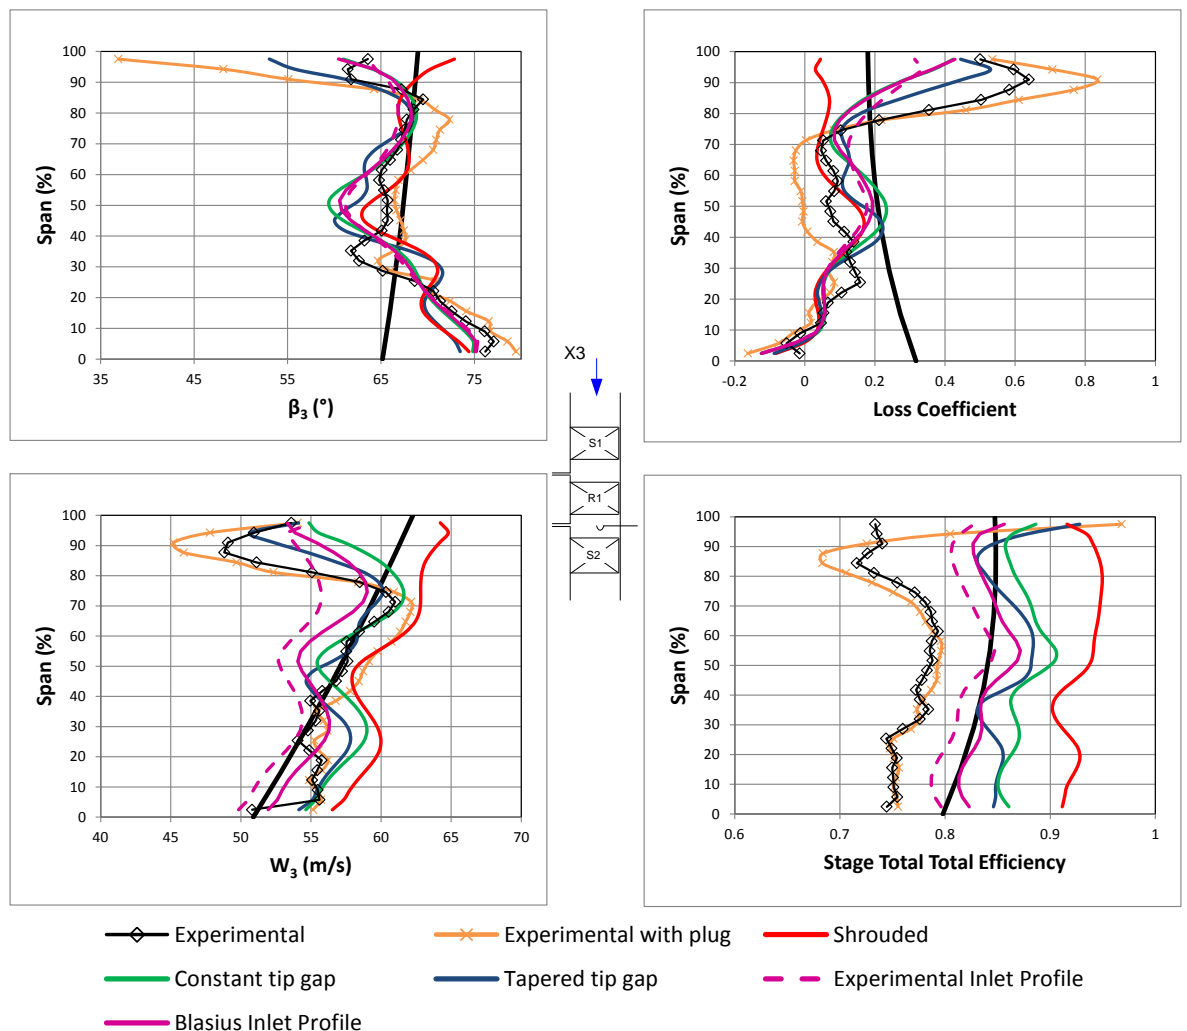 100
90
80
70
60
50
40
30
20
10
0
Span (%)
35 45 55 65 75
β3 (°)
100
90
80
70
60
50
40
30
20
10
0
Span (%)
-0.2 0 0.2 0.4 0.6 0.8 1
Loss Coefficient
X3
S1
R1
S2
100
90
80
70
60
50
40
30
20
10
0
Span (%)
40 45 50 55 60 65 70
W3 (m/s)
100
90
80
70
60
50
40
30
20
10
0
Span (%)
0.6 0.7 0.8 0.9 1
Stage Total Total Efficiency
Experimental Experimental with plug Shrouded
Constant tip gap Tapered tip gap Experimental Inlet Profile
Blasius Inlet Profile